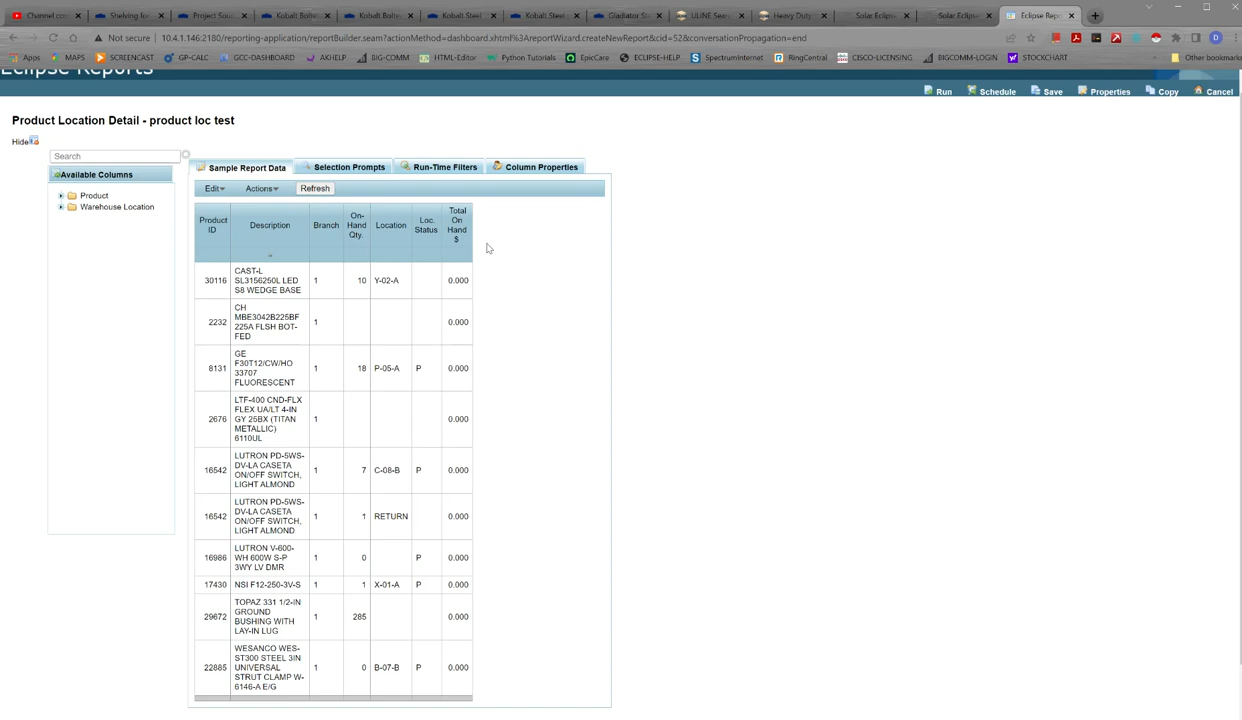 Channel con
Shelving for
Project Sour
Kobalt Bolte
Kobalt Bolte
Kobalt Steel
Kobalt Steel
Gladiator St
ULINE Sear
Heavy Duty
Solar Eclips
Solar Eclips
Eclipse Repo
Not secure | 10.4.1.146:2180/reporting-application/reportBuilder.seam?actionMethod=dashboard.xhtml%3AreportWizard.createNewReport&cid=52&conversationPropagation=end
Apps MAPS SCREENCAST GP-CALC GCC-DASHBOARD AKHELP BIG-COMM HTML-Editor Python Tutorials EpicCare ECLIPSE-HELP SpectrumInternet RingCentral CISCO-LICENSING BIGCOMM-LOGIN STOCKCHART Other bookmarks
Eclipse Reports
Run Schedule Save Properties Copy Cancel
Product Location Detail - product loc test
Hide
Search
Available Columns
Product
Warehouse Location
Sample Report Data Selection Prompts Run-Time Filters Column Properties
Edit Actions Refresh
Product ID
Description
Branch
On-Hand Qty.
Location
Loc. Status
Total On Hand $
30116 CAST-L 1 10 Y-02-A 0.000
SL3156250L LED
S8 WEDGE BASE
2232 CH 1 0.000
MBE3042B225BF
225A FLSH BOT-
FED
8131 GE 1 18 P-05-A P 0.000
F30T12/CW/HO
33707
FLUORESCENT
2676 LTF-400 CND-FLX 1 0.000
FLEX UA/LT 4-IN
GY 25BX (TITAN
METALLIC)
6110UL
16542 LUTRON PD-5WS- 1 7 C-08-B P 0.000
DV-LA CASETA
ON/OFF SWITCH,
LIGHT ALMOND
16542 LUTRON PD-5WS- 1 1 RETURN 0.000
DV-LA CASETA
ON/OFF SWITCH,
LIGHT ALMOND
16986 LUTRON V-600- 1 0 P 0.000
WH 600W S-P
3WY LV DMR
17430 NSI F12-250-3V-S 1 1 X-01-A P 0.000
29672 TOPAZ 331 1/2-IN 1 285 0.000
GROUND
BUSHING WITH
LAY-IN LUG
22885 WESANCO WES- 1 0 B-07-B P 0.000
ST300 STEEL 3IN
UNIVERSAL
STRUT CLAMP W-
6146-A E/G